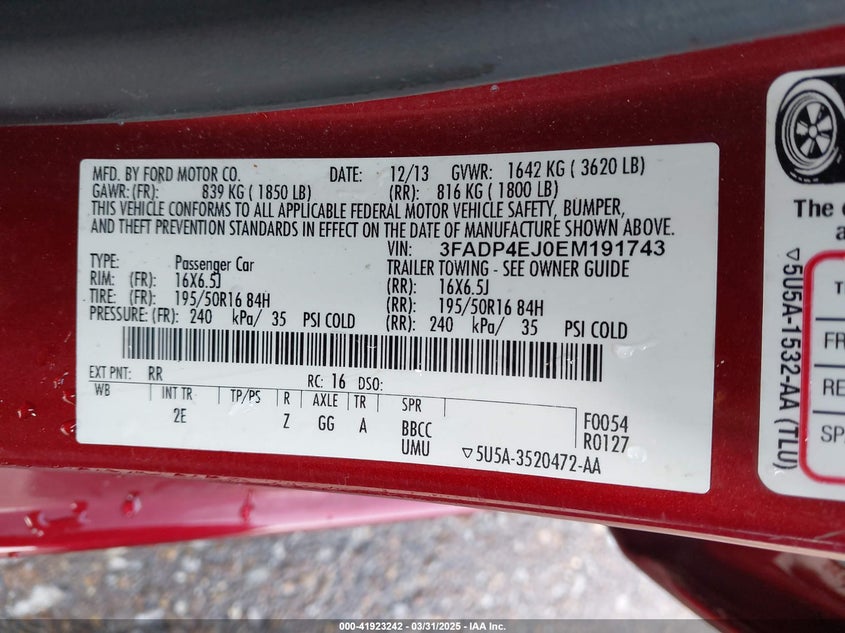 MFD. BY FORD MOTOR CO. DATE: 12/13 GVWR: 1642 KG ( 3620 LB)
GAWR: (FR): 839 KG ( 1850 LB) (RR): 816 KG ( 1800 LB)
THIS VEHICLE CONFORMS TO ALL APPLICABLE FEDERAL MOTOR VEHICLE SAFETY, BUMPER,
AND THEFT PREVENTION STANDARDS IN EFFECT ON THE DATE OF MANUFACTURE SHOWN ABOVE.
VIN: 3FADP4EJ0EM191743
TYPE: Passenger Car TRAILER TOWING - SEE OWNER GUIDE
RIM: (FR): 16X6.5J (RR): 16X6.5J
TIRE: (FR): 195/50R16 84H (RR): 195/50R16 84H
PRESSURE: (FR): 240 kPa/ 35 PSI COLD (RR): 240 kPa/ 35 PSI COLD
EXT PNT: RR RC: 16 DSO:
WB INT TR TP/PS R AXLE TR SPR
2E Z GG A BBCC F0054
UMU ▽5U5A-3520472-AA R0127
The
a
▽5U5A-1532-AA (TLU)
T
FR
RE
SPA
000-41923242 - 03/31/2025 - IAA Inc.